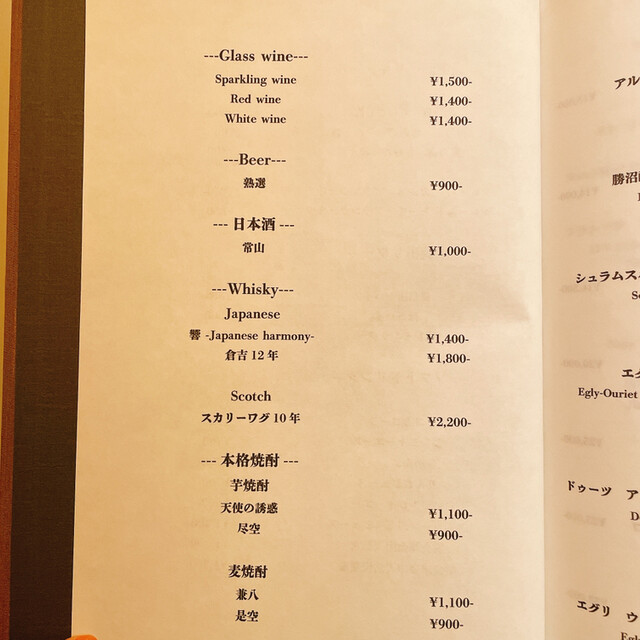 ---Glass wine---
Sparkling wine ¥1,500-
Red wine ¥1,400-
White wine ¥1,400-
---Beer---
熟選 ¥900-
--- 日本酒 ---
常山 ¥1,000-
---Whisky---
Japanese
響 -Japanese harmony- ¥1,400-
倉吉 12 年 ¥1,800-
Scotch
スカリーワグ 10 年 ¥2,200-
--- 本格焼酎 ---
芋焼酎
天使の誘惑 ¥1,100-
尽空 ¥900-
麦焼酎
兼八 ¥1,100-
是空 ¥900-
アル
勝沼
シュラムス
エグ
Egly-Ouriet
ドゥーツ ア
エグリ ウ